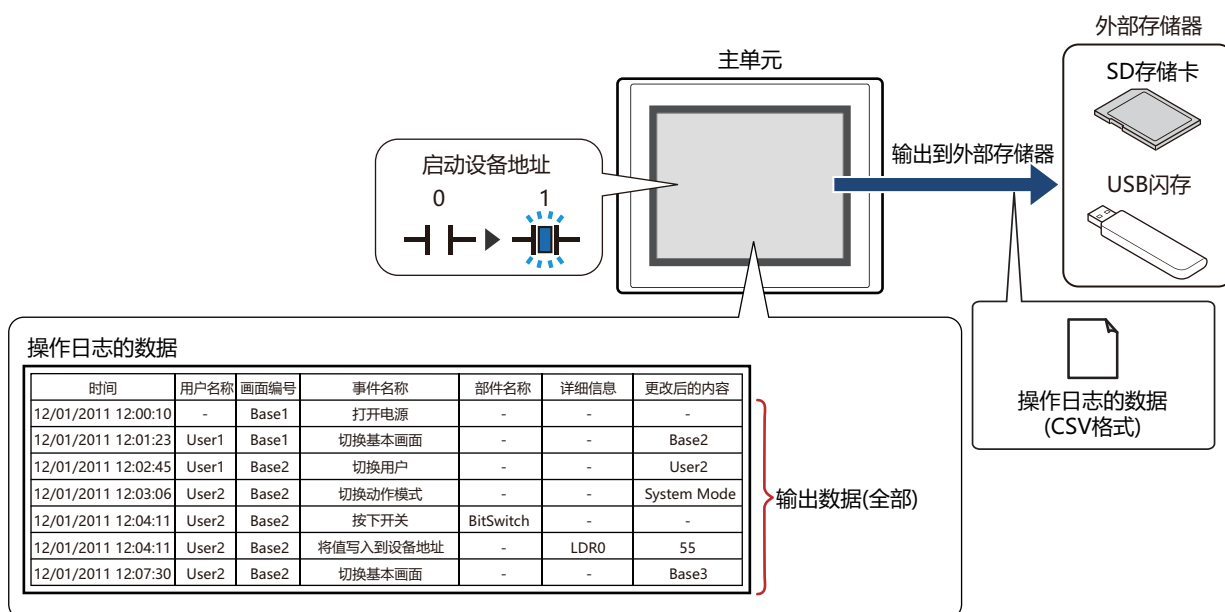 外部存储器
主单元
SD存储卡
启动设备地址
0 1
输出到外部存储器
USB闪存
操作日志的数据
时间 用户名称 画面编号 事件名称 部件名称 详细信息 更改后的内容
12/01/2011 12:00:10 - Base1 打开电源 - - -
12/01/2011 12:01:23 User1 Base1 切换基本画面 - - Base2
12/01/2011 12:02:45 User1 Base2 切换用户 - - User2
12/01/2011 12:03:06 User2 Base2 切换动作模式 - - System Mode
12/01/2011 12:04:11 User2 Base2 按下开关 BitSwitch - -
12/01/2011 12:04:11 User2 Base2 将值写入到设备地址 - LDR0 55
12/01/2011 12:07:30 User2 Base2 切换基本画面 - - Base3
输出数据(全部)
操作日志的数据
(CSV格式)